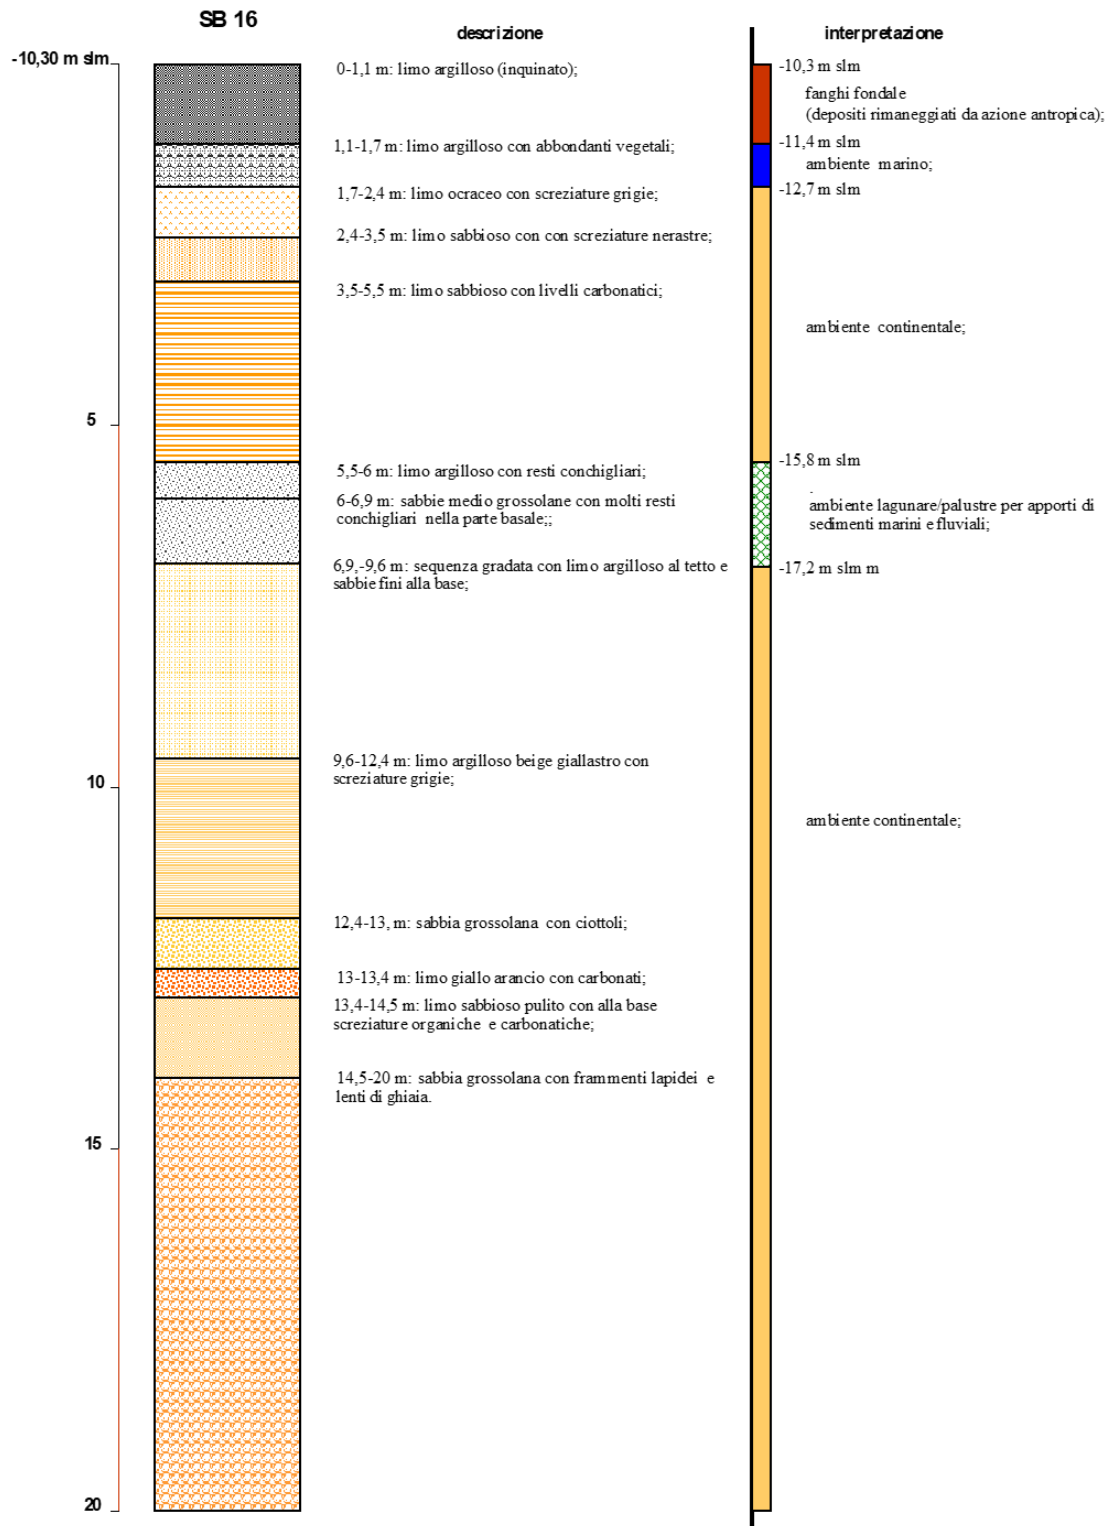 SB 16
descrizione
interpretazione
-10,30 m slm
0-1,1 m: limo argilloso (inquinato);
-10,3 m slm
fanghi fondale
(depositi rimaneggiati da azione antropica);
1,1-1,7 m: limo argilloso con abbondanti vegetali;
-11,4 m slm
ambiente marino;
1,7-2,4 m: limo ocraceo con screziature grigie;
-12,7 m slm
2,4-3,5 m: limo sabbioso con con screziature nerastre;
3,5-5,5 m: limo sabbioso con livelli carbonatici;
ambiente continentale;
5
5,5-6 m: limo argilloso con resti conchigliari;
-15,8 m slm
.
6-6,9 m: sabbie medio grossolane con molti resti
conchigliari nella parte basale;;
ambiente lagunare/palustre per apporti di
sedimenti marini e fluviali;
6,9,-9,6 m: sequenza gradata con limo argilloso al tetto e
sabbie fini alla base;
-17,2 m slm m
9,6-12,4 m: limo argilloso beige giallastro con
screziature grigie;
10
ambiente continentale;
12,4-13, m: sabbia grossolana con ciottoli;
13-13,4 m: limo giallo arancio con carbonati;
13,4-14,5 m: limo sabbioso pulito con alla base
screziature organiche e carbonatiche;
14,5-20 m: sabbia grossolana con frammenti lapidei e
lenti di ghiaia.
15
20